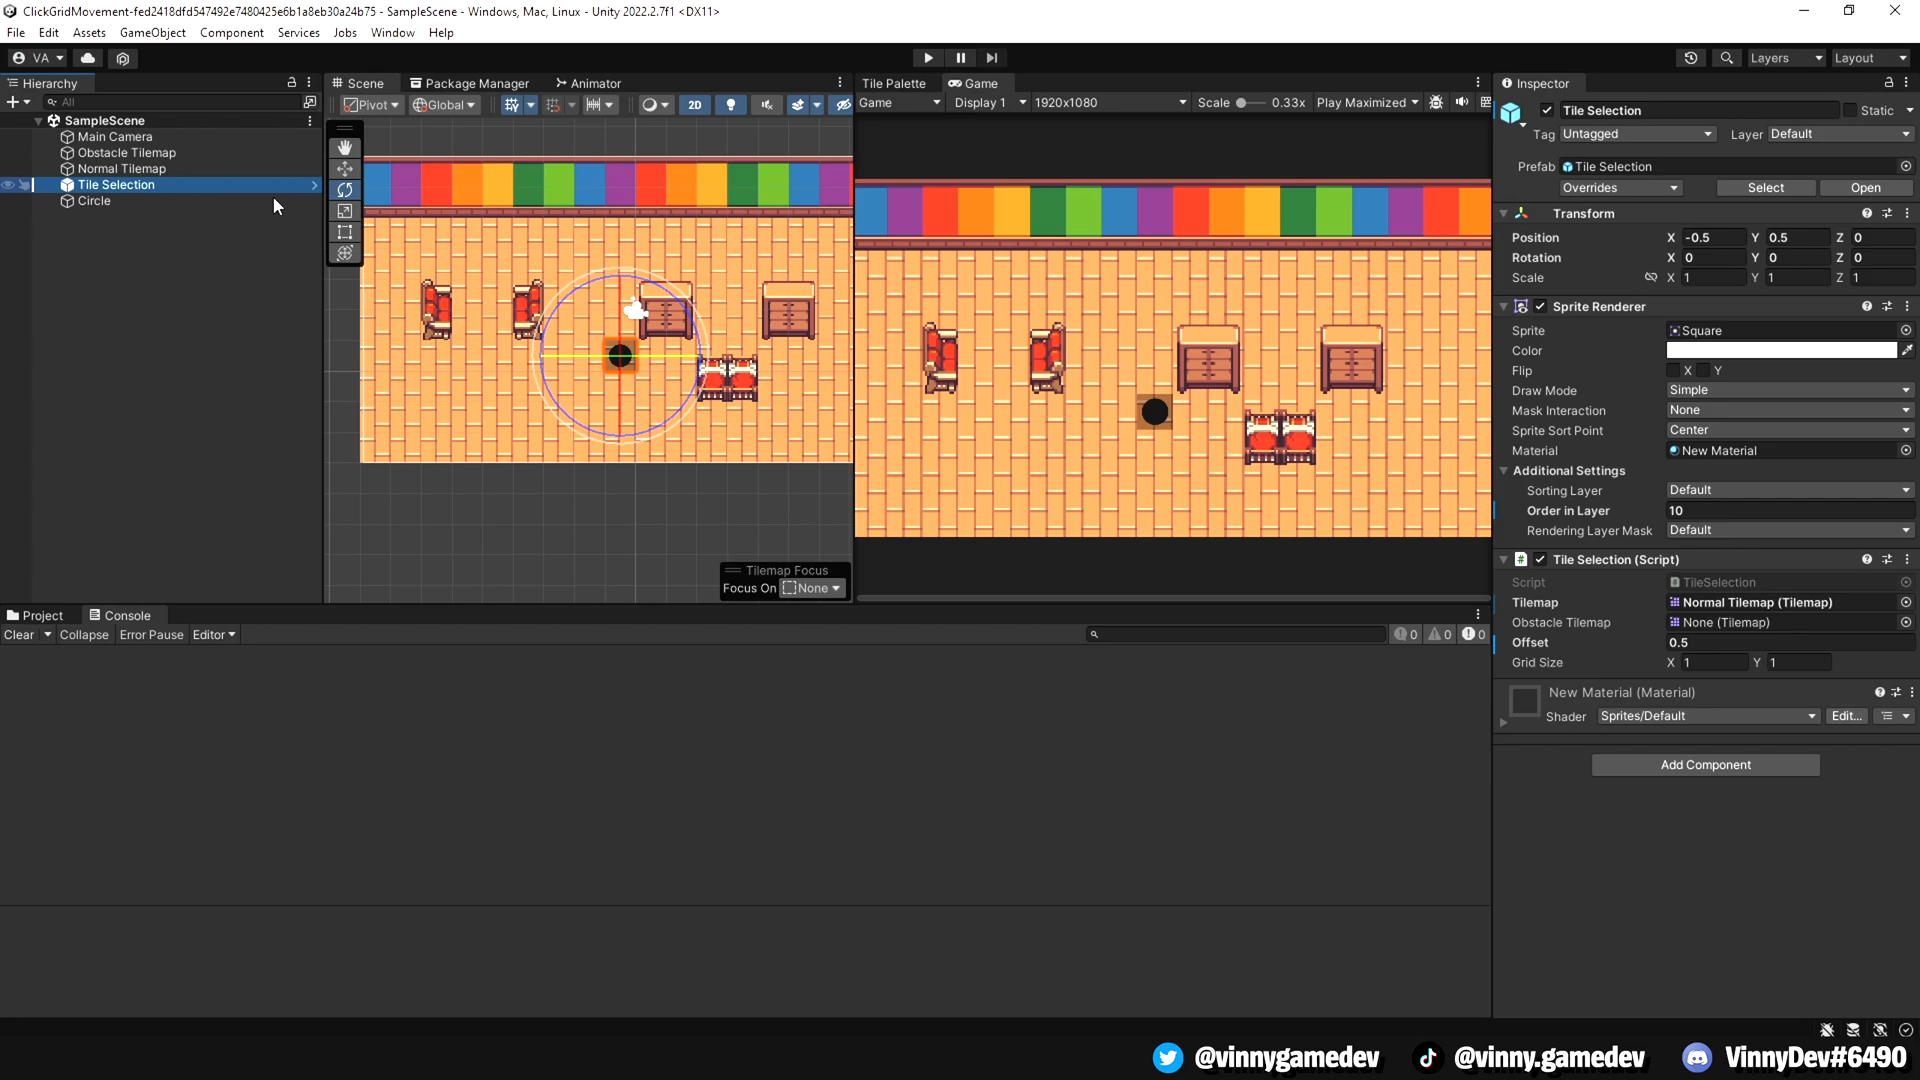 ClickGridMovement-fed2418dfd547492e7480425e6b1a8eb30a24b75 - SampleScene - Windows, Mac, Linux - Unity 2022.2.7f1 <DX11>
File Edit Assets GameObject Component Services Jobs Window Help
VA Layers Layout
Hierarchy Scene Package Manager Animator Tile Palette Game Inspector
All Pivot Global 2D Game Display 1 1920x1080 Scale 0.33x Play Maximized
SampleScene
Main Camera
Obstacle Tilemap
Normal Tilemap
Tile Selection
Circle
Tilemap Focus
Focus On None
Tile Selection Static
Tag Untagged Layer Default
Prefab Tile Selection
Overrides Select Open
Transform
Position X -0.5 Y 0.5 Z 0
Rotation X 0 Y 0 Z 0
Scale X 1 Y 1 Z 1
Sprite Renderer
Sprite Square
Color
Flip X Y
Draw Mode Simple
Mask Interaction None
Sprite Sort Point Center
Material New Material
Additional Settings
Sorting Layer Default
Order in Layer 10
Rendering Layer Mask Default
# Tile Selection (Script)
Script TileSelection
Tilemap Normal Tilemap (Tilemap)
Obstacle Tilemap None (Tilemap)
Offset 0.5
Grid Size X 1 Y 1
New Material (Material)
Shader Sprites/Default Edit...
Add Component
Project Console
Clear Collapse Error Pause Editor 0 0 0
@vinnygamedev @vinny.gamedev VinnyDev#6490